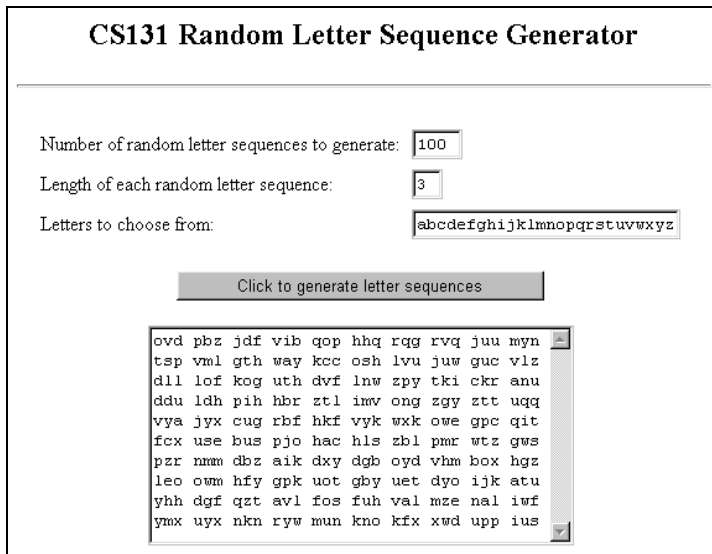 CS131 Random Letter Sequence Generator
Number of random letter sequences to generate: 100
Length of each random letter sequence: 3
Letters to choose from: abcdefghijklmnopqrstuvwxyz
Click to generate letter sequences
ovd pbz jdf vib qop hhq rqg rvq juu myn
tsp vml gth way kcc osh lvu juw guc vlz
dll lof kog uth dvf lnw zpy tki ckr anu
ddu ldh pih hbr ztl imv ong zgy ztt uqq
vya jyx cug rbf hkf vyk wxk owe gpc qit
fcx use bus pjo hac hls zbl pmr wtz gws
pzr nmm dbz aik dxy dgb oyd vhm box hgz
leo owm hfy gpk uot gby uet dyo ijk atu
yhh dgf qzt avl fos fuh val mze nal iwf
ymx uyx nkn ryw mun kno kfx xwd upp ius